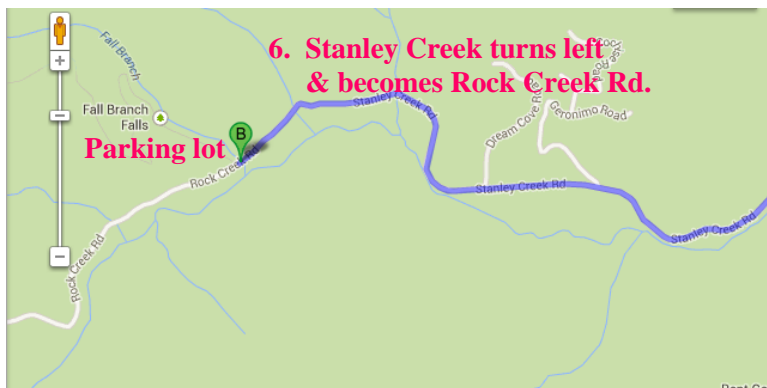 Fall Branch
6. Stanley Creek turns left
& becomes Rock Creek Rd.
Stanley Creek Rd
Fall Branch
Falls
Dream Cove Rd
Geronimo Road
B
Parking lot
Rock Creek Rd
Stanley Creek Rd
Stanley Creek Rd
Rock Creek Rd